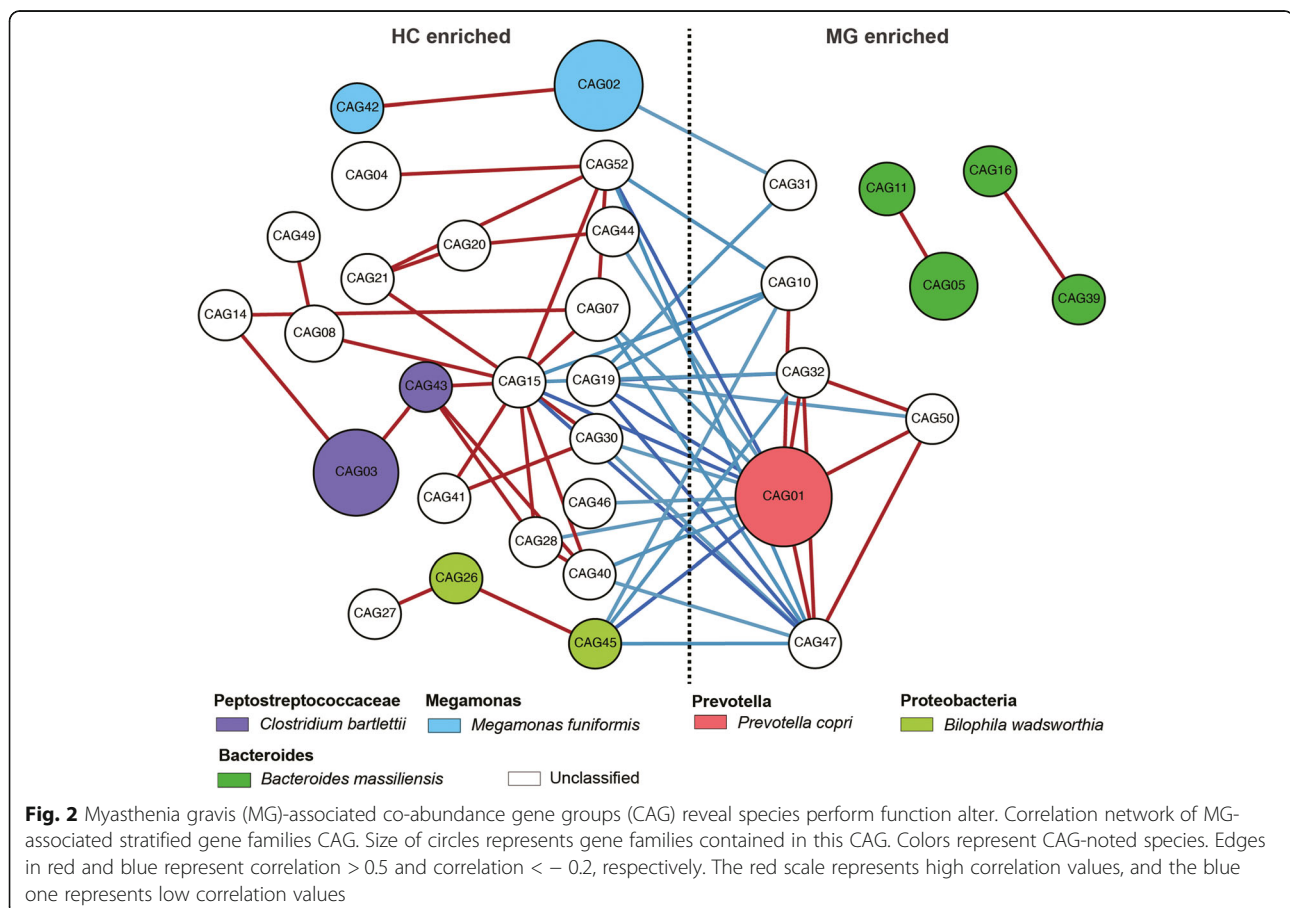 HC enriched
MG enriched
CAG02
CAG42
CAG52
CAG04
CAG31
CAG16
CAG11
CAG44
CAG49
CAG20
CAG21
CAG10
CAG05
CAG39
CAG07
CAG14
CAG08
CAG32
CAG15
CAG19
CAG43
CAG50
CAG30
CAG03
CAG41
CAG46
CAG01
CAG28
CAG40
CAG26
CAG27
CAG45
CAG47
Peptostreptococcaceae
Clostridium bartlettii
Megamonas
Megamonas funiformis
Prevotella
Prevotella copri
Proteobacteria
Bilophila wadsworthia
Bacteroides
Bacteroides massiliensis
Unclassified
Fig. 2 Myasthenia gravis (MG)-associated co-abundance gene groups (CAG) reveal species perform function alter. Correlation network of MG-
associated stratified gene families CAG. Size of circles represents gene families contained in this CAG. Colors represent CAG-noted species. Edges
in red and blue represent correlation > 0.5 and correlation < − 0.2, respectively. The red scale represents high correlation values, and the blue
one represents low correlation values